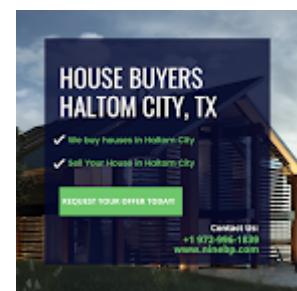 HOUSE BUYERS
HALTOM CITY, TX
We buy houses in Haltom City
Sell Your House in Haltom City
REQUEST YOUR OFFER TODAY!
Contact Us:
+1 972-996-1839
www.ninebp.com